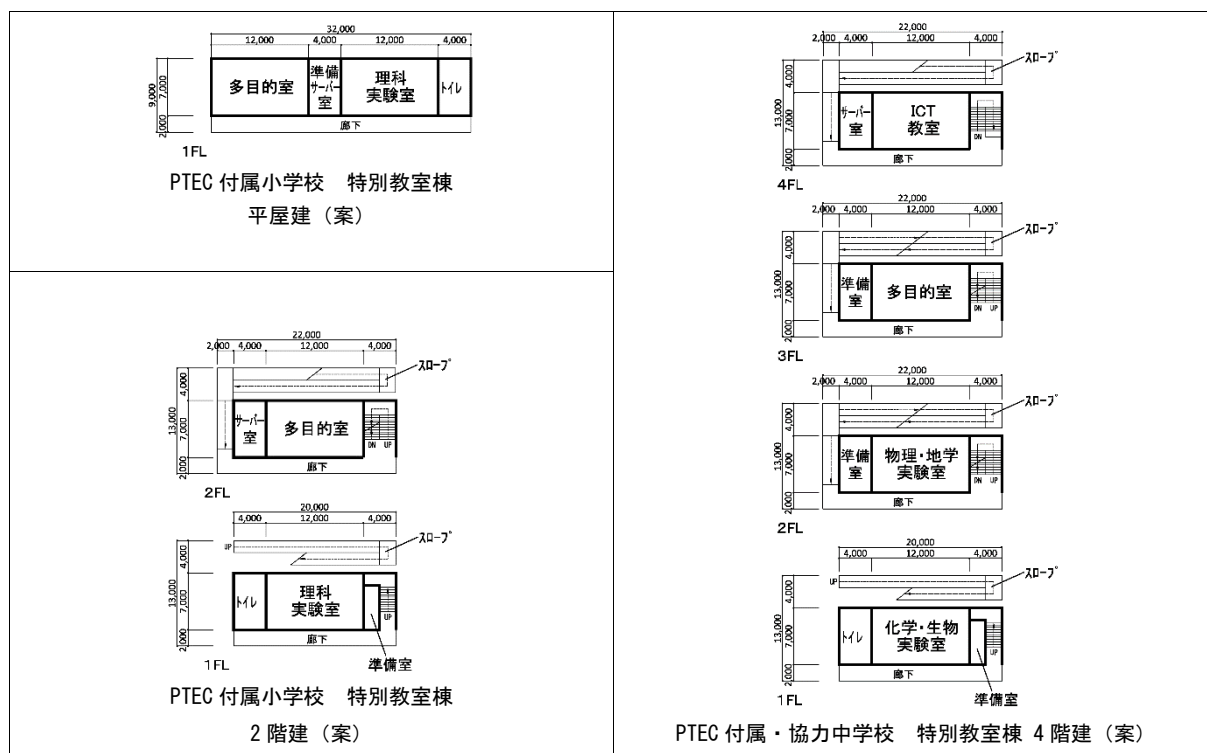 32,000
12,000 4,000 12,000 4,000
9,000
7,000
2,000
多目的室
準備
サーバー
室
理科
実験室
トイレ
廊下
1FL
PTEC 付属小学校 特別教室棟
平屋建（案）
22,000
2,000 4,000 12,000 4,000
スロープ
4,000
13,000
7,000
2,000
サーバー
室
多目的室
DN UP
廊下
2FL
20,000
4,000 12,000 4,000
スロープ
UP
4,000
13,000
7,000
2,000
トイレ
理科
実験室
UP
廊下
1FL
準備室
PTEC 付属小学校 特別教室棟
2 階建（案）
22,000
2,000 4,000 12,000 4,000
スロープ
4,000
13,000
7,000
2,000
サーバー
室
ICT
教室
DN
廊下
4FL
22,000
2,000 4,000 12,000 4,000
スロープ
4,000
13,000
7,000
2,000
準備
室
多目的室
DN UP
廊下
3FL
22,000
2,000 4,000 12,000 4,000
スロープ
4,000
13,000
7,000
2,000
準備
室
物理・地学
実験室
DN UP
廊下
2FL
20,000
4,000 12,000 4,000
スロープ
UP
4,000
13,000
7,000
2,000
トイレ
化学・生物
実験室
UP
廊下
1FL
準備室
PTEC 付属・協力中学校 特別教室棟 4 階建（案）